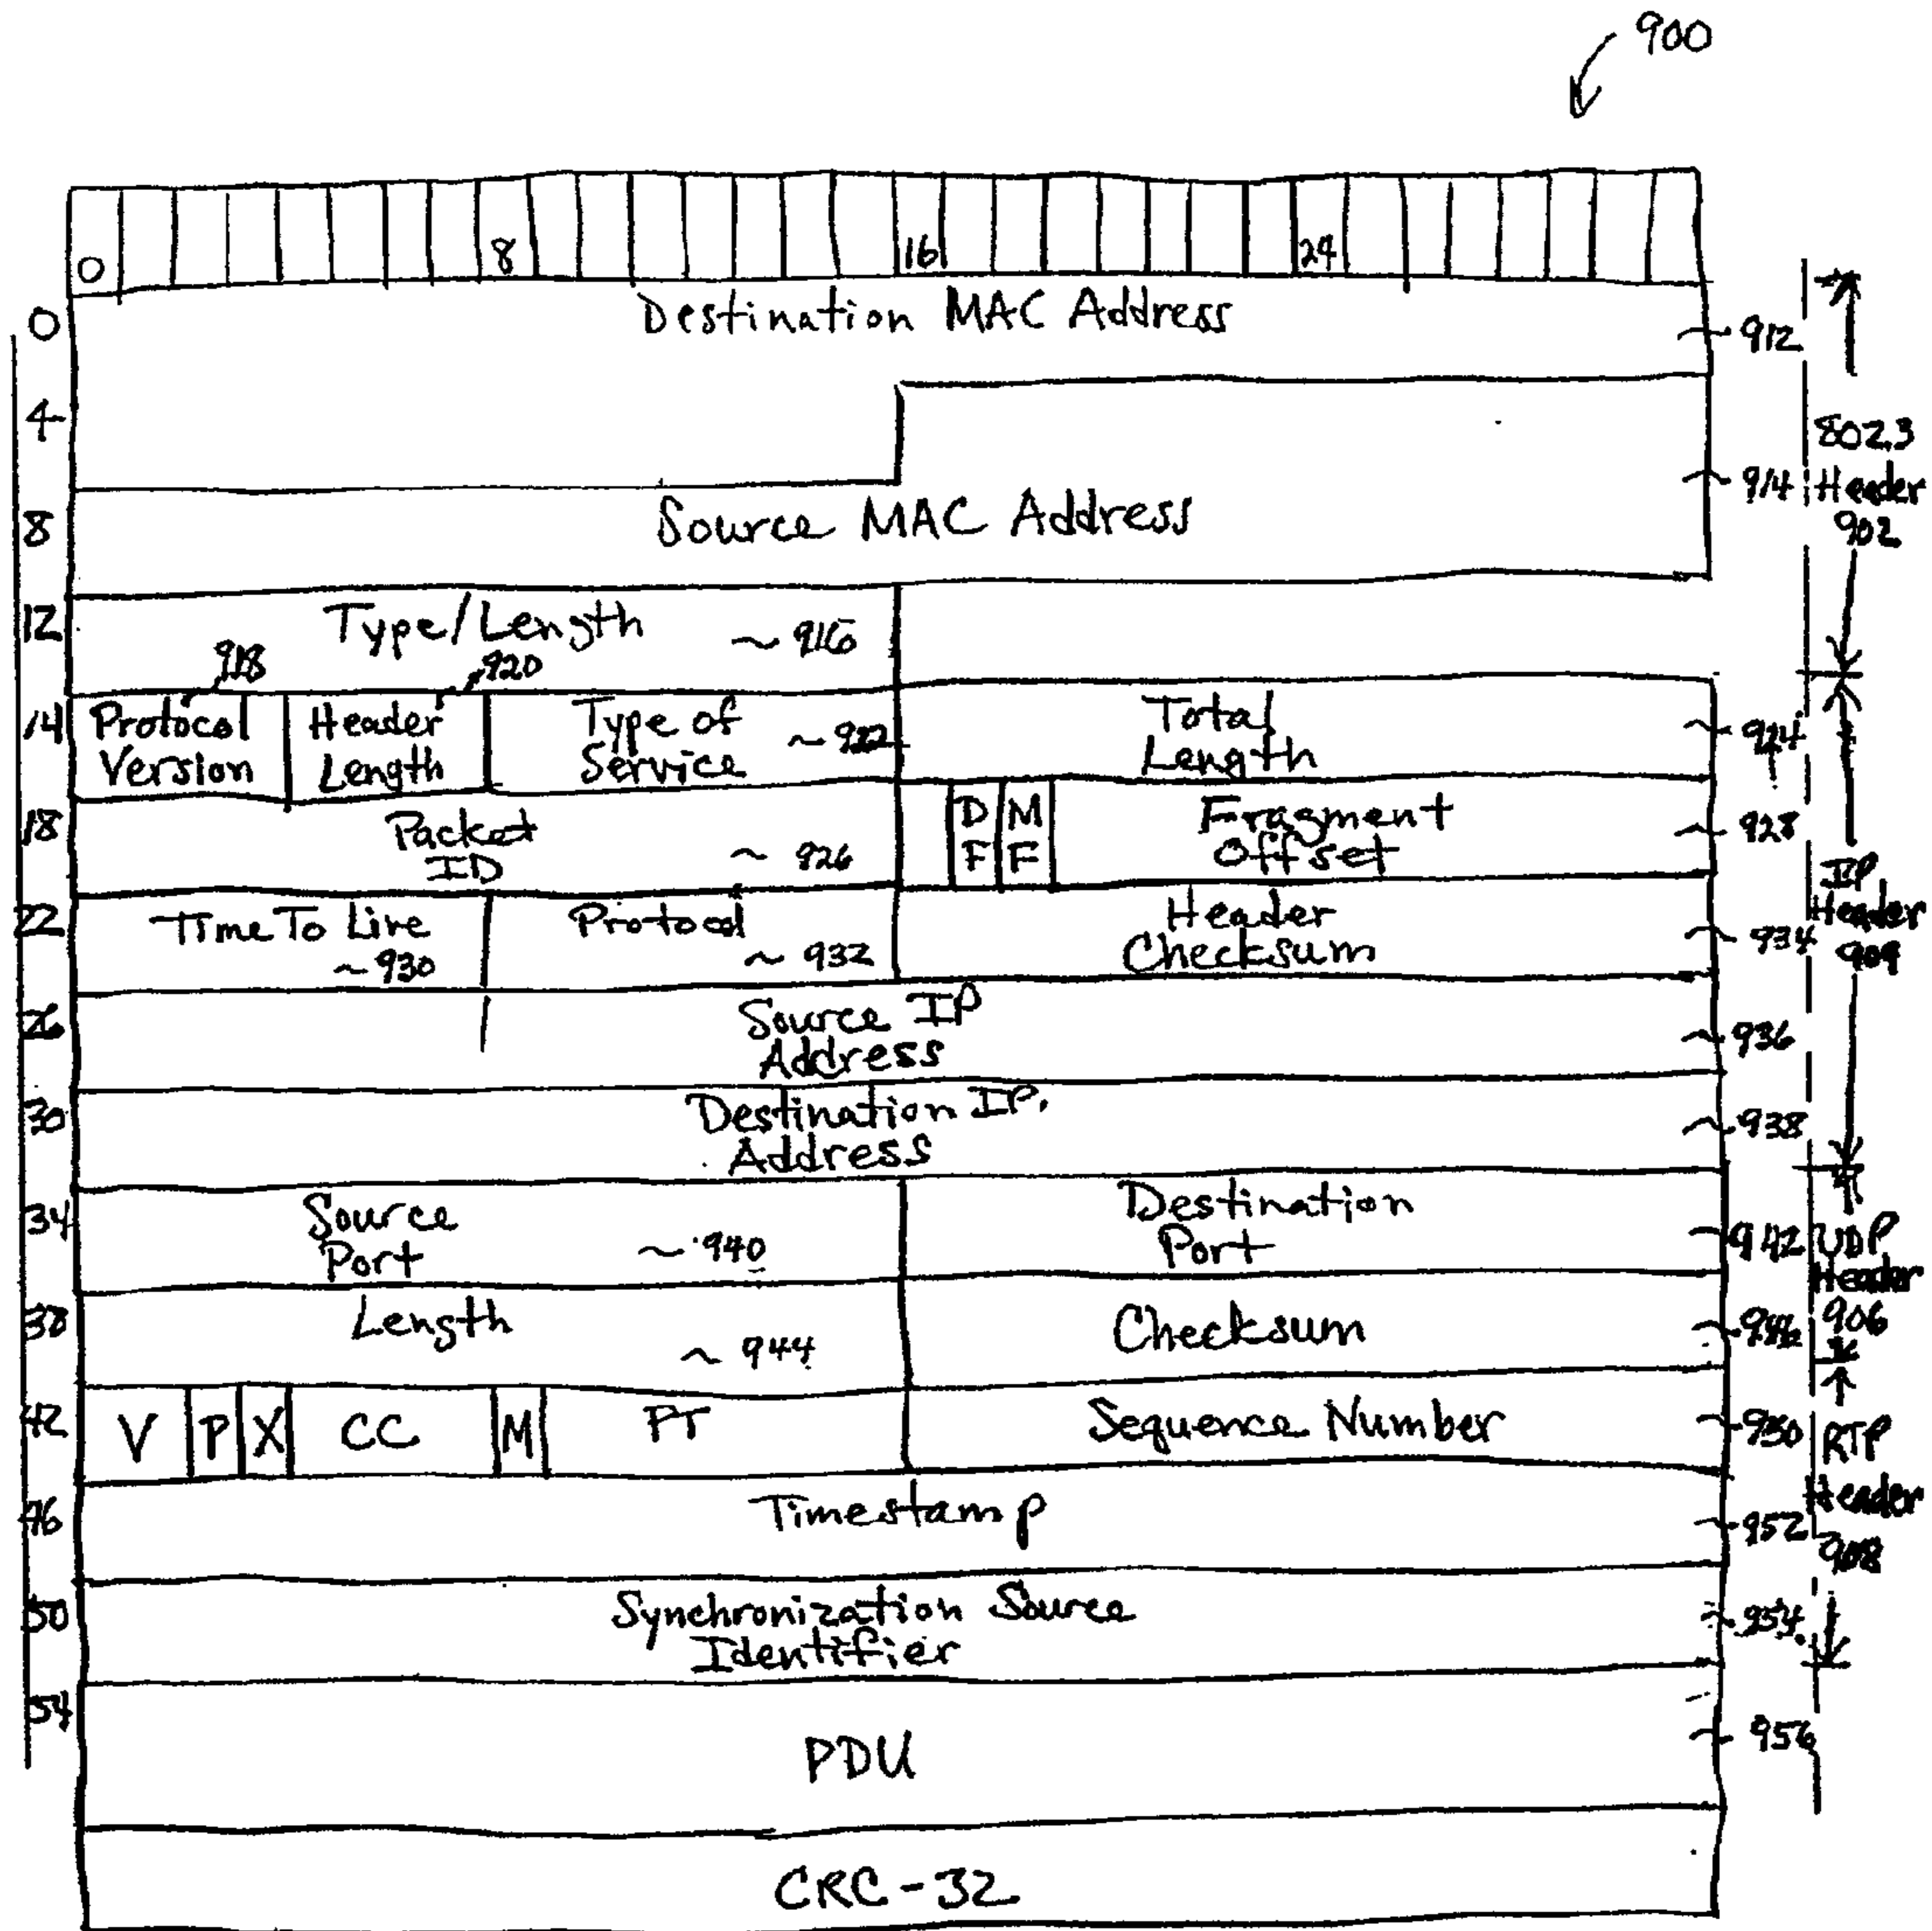 900
0 8 16 24
0 Destination MAC Address 912
4
802.3
914 Header
8 Source MAC Address 902
12 Type/Length ~ 916
918 920
14 Protocol Header Type of Total
Version Length Service ~ 922 Length 924
18 Packet D M Fragment 928
ID ~ 926 F F Offset
IP
22 Time To Live Protocol Header Header
~ 930 ~ 932 Checksum 934
26 Source IP
Address 936
30 Destination IP.
Address 938
34 Source Destination
Port ~ 940 Port 942 UDP
Header
38 Length Checksum 946 906
~ 944
42 V P X CC M PT Sequence Number 950 RTP
Header
46 Timestamp 952 908
50 Synchronization Source 954
Identifier
54
PDU 956
CRC-32